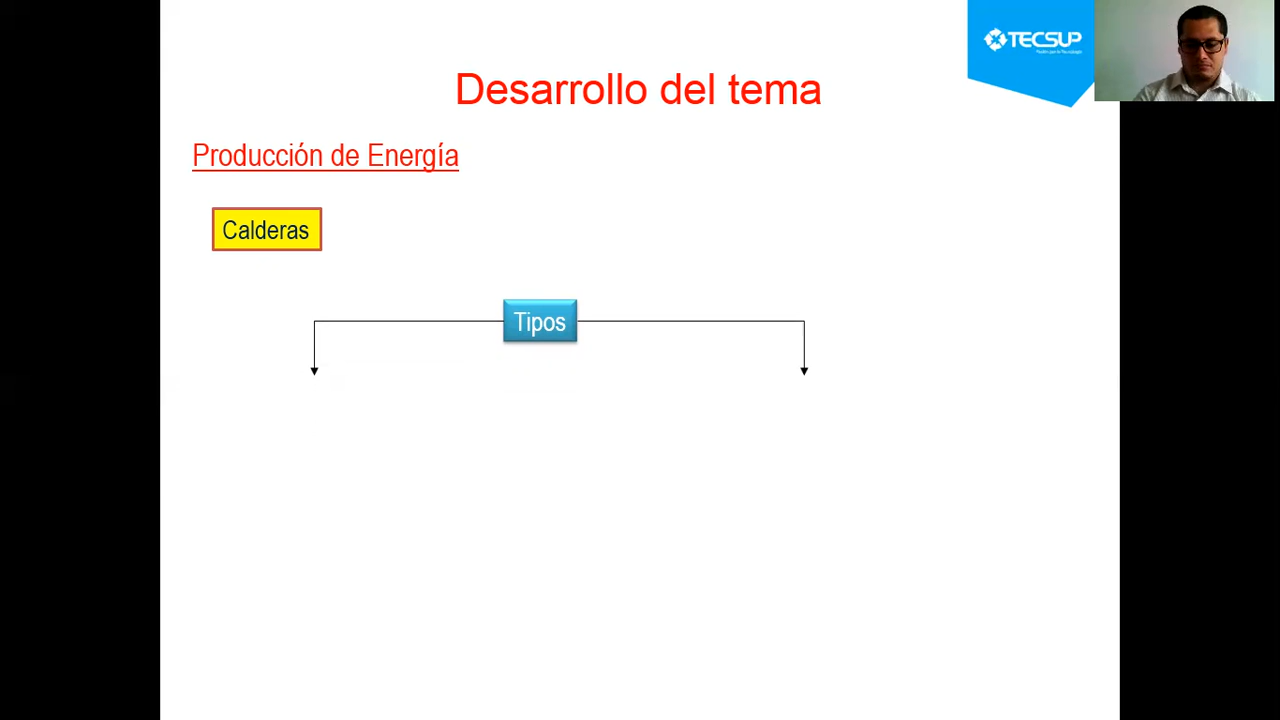 TECSUP
Desarrollo del tema
Producción de Energía
Calderas
Tipos